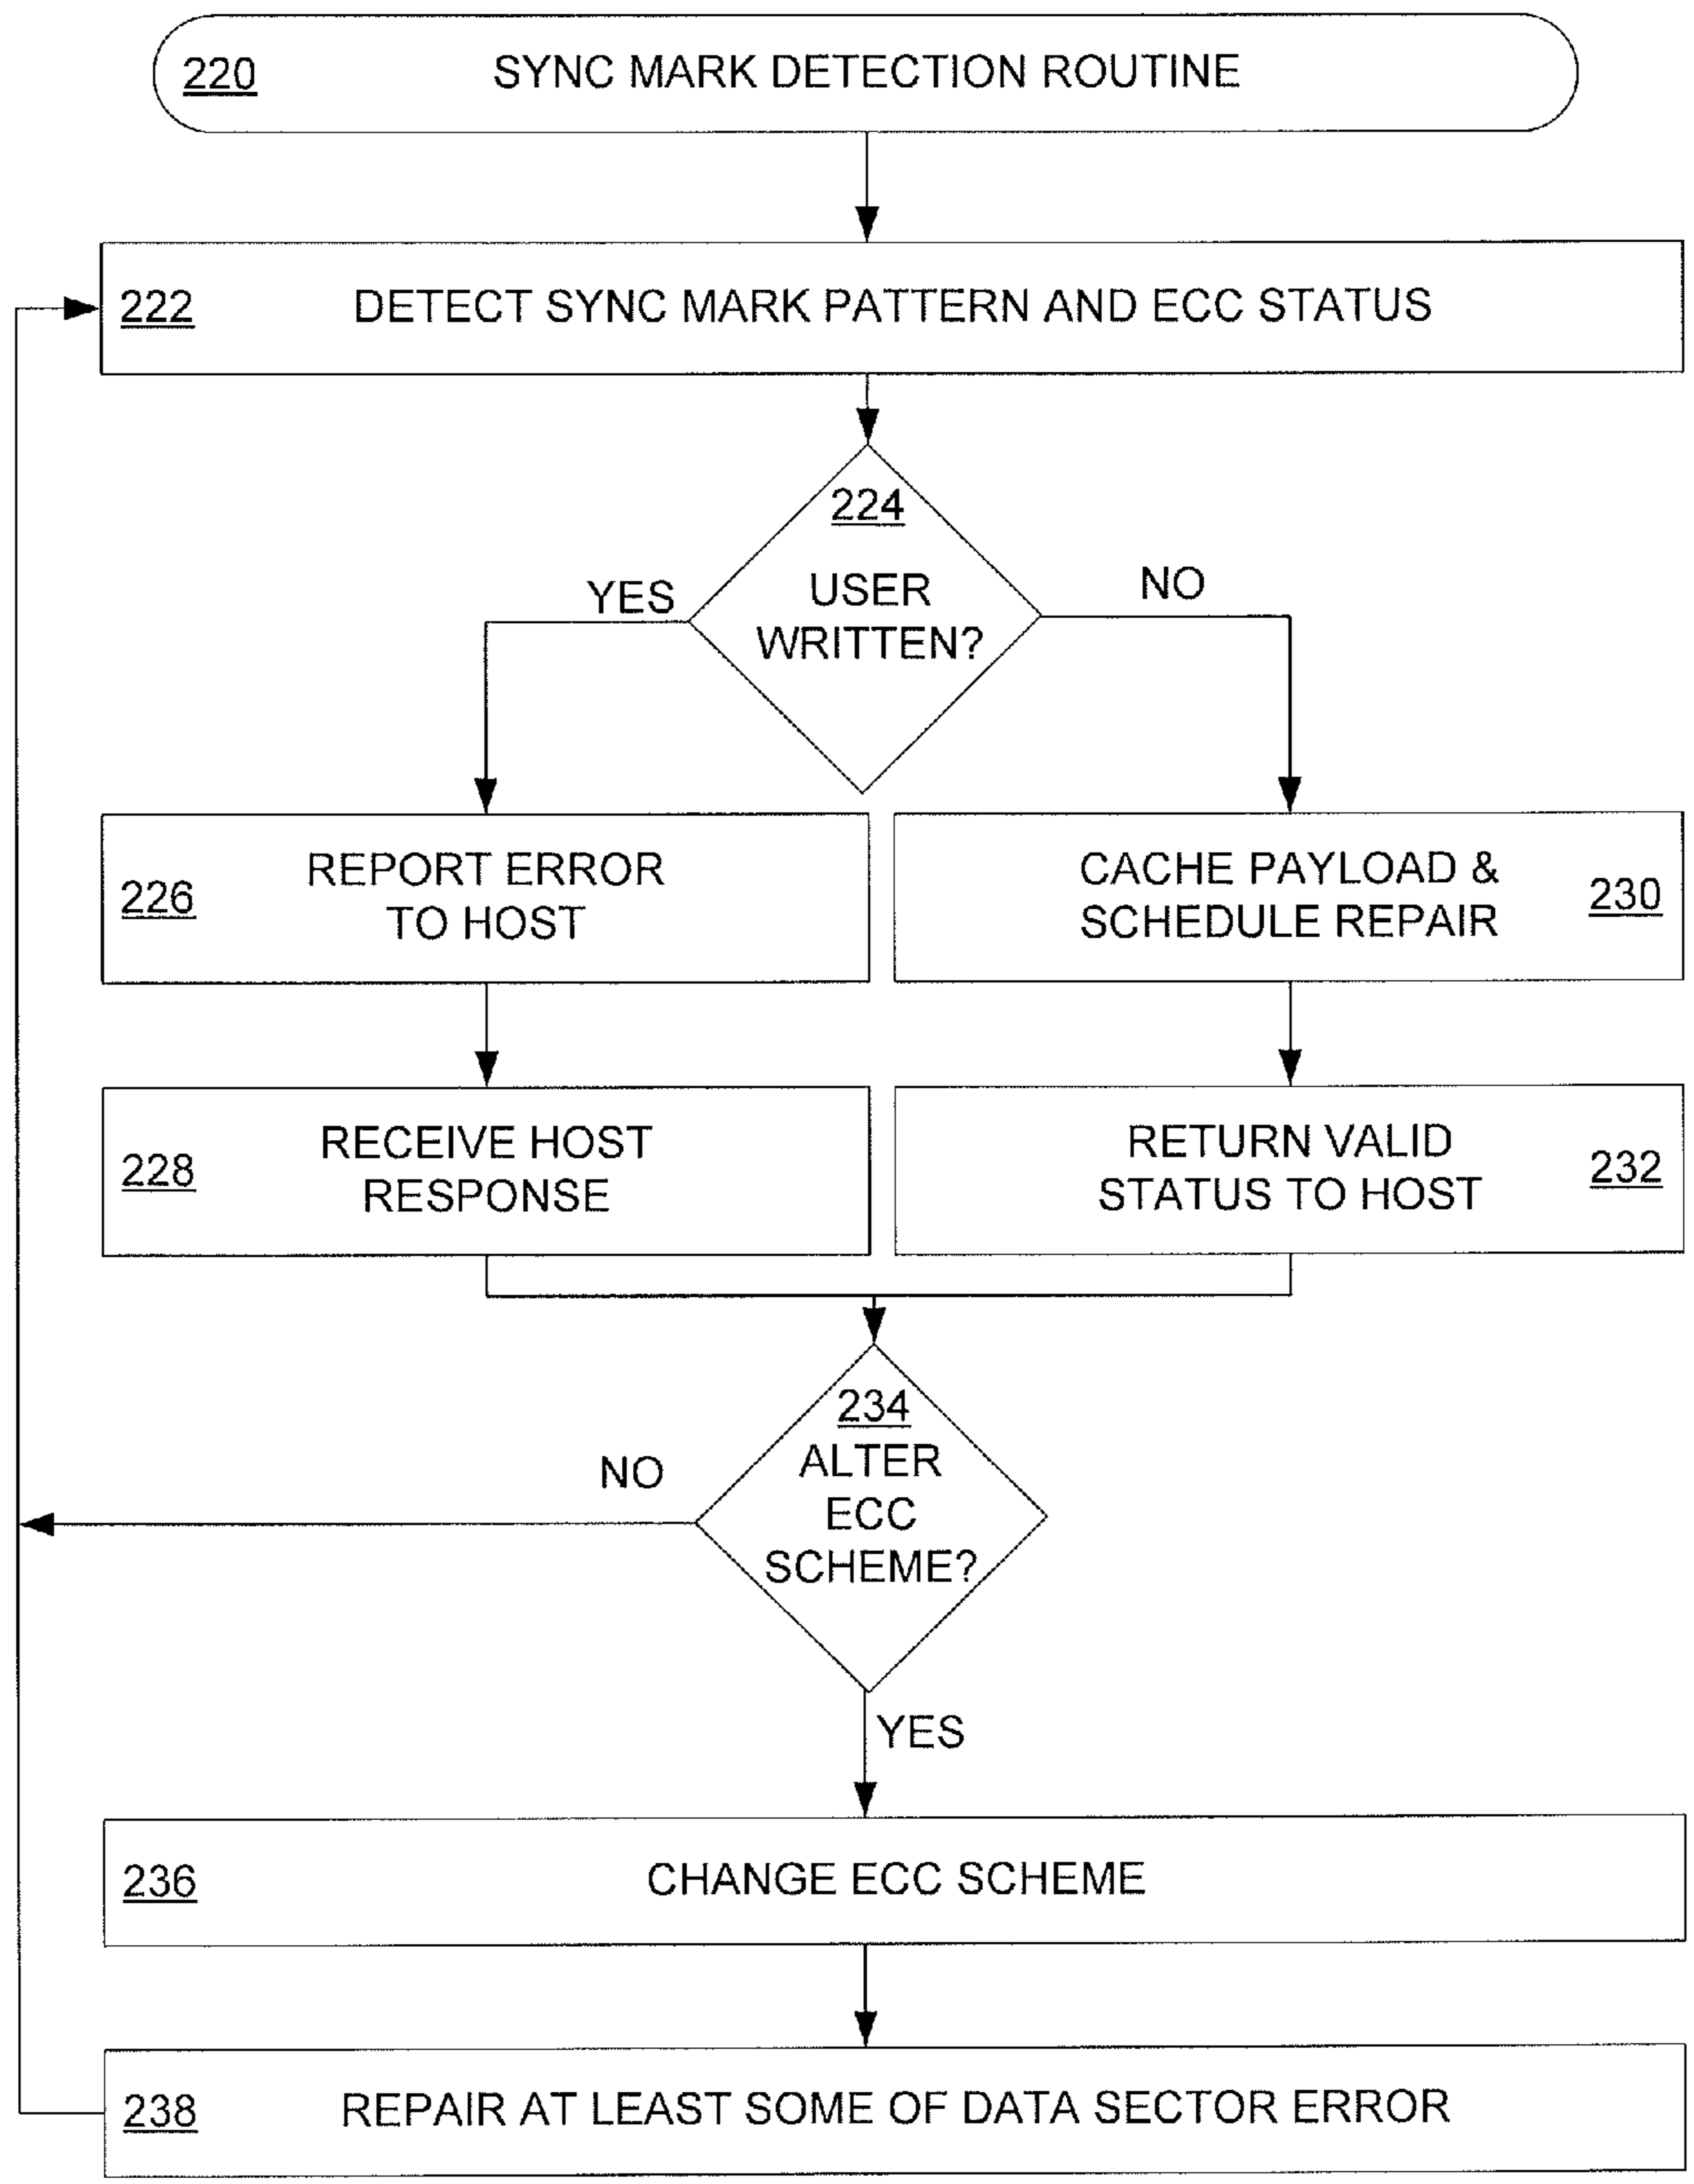 220 SYNC MARK DETECTION ROUTINE
222 DETECT SYNC MARK PATTERN AND ECC STATUS
224
USER
WRITTEN?
YES
NO
226
REPORT ERROR
TO HOST
CACHE PAYLOAD &
SCHEDULE REPAIR
230
228
RECEIVE HOST
RESPONSE
RETURN VALID
STATUS TO HOST
232
234
ALTER
ECC
SCHEME?
NO
YES
236 CHANGE ECC SCHEME
238 REPAIR AT LEAST SOME OF DATA SECTOR ERROR